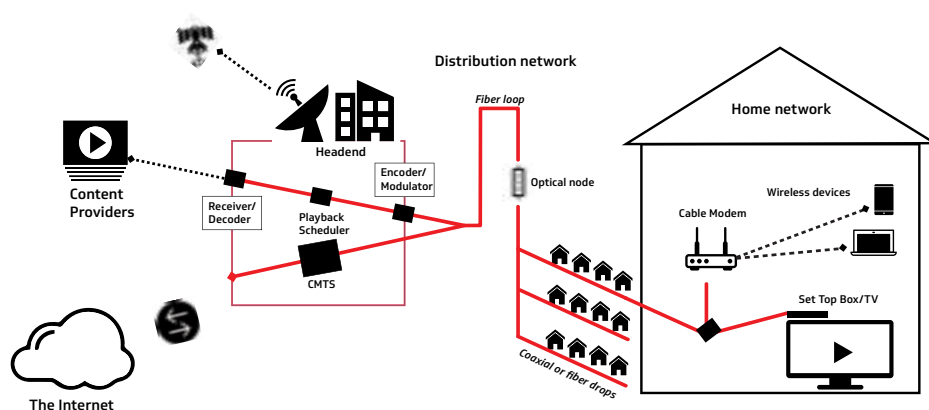 Distribution network
Fiber loop
Home network
Headend
Content
Providers
Receiver/
Decoder
Encoder/
Modulator
Playback
Scheduler
CMTS
Optical node
Wireless devices
Cable Modem
Set Top Box/TV
Coaxial or fiber drops
The Internet